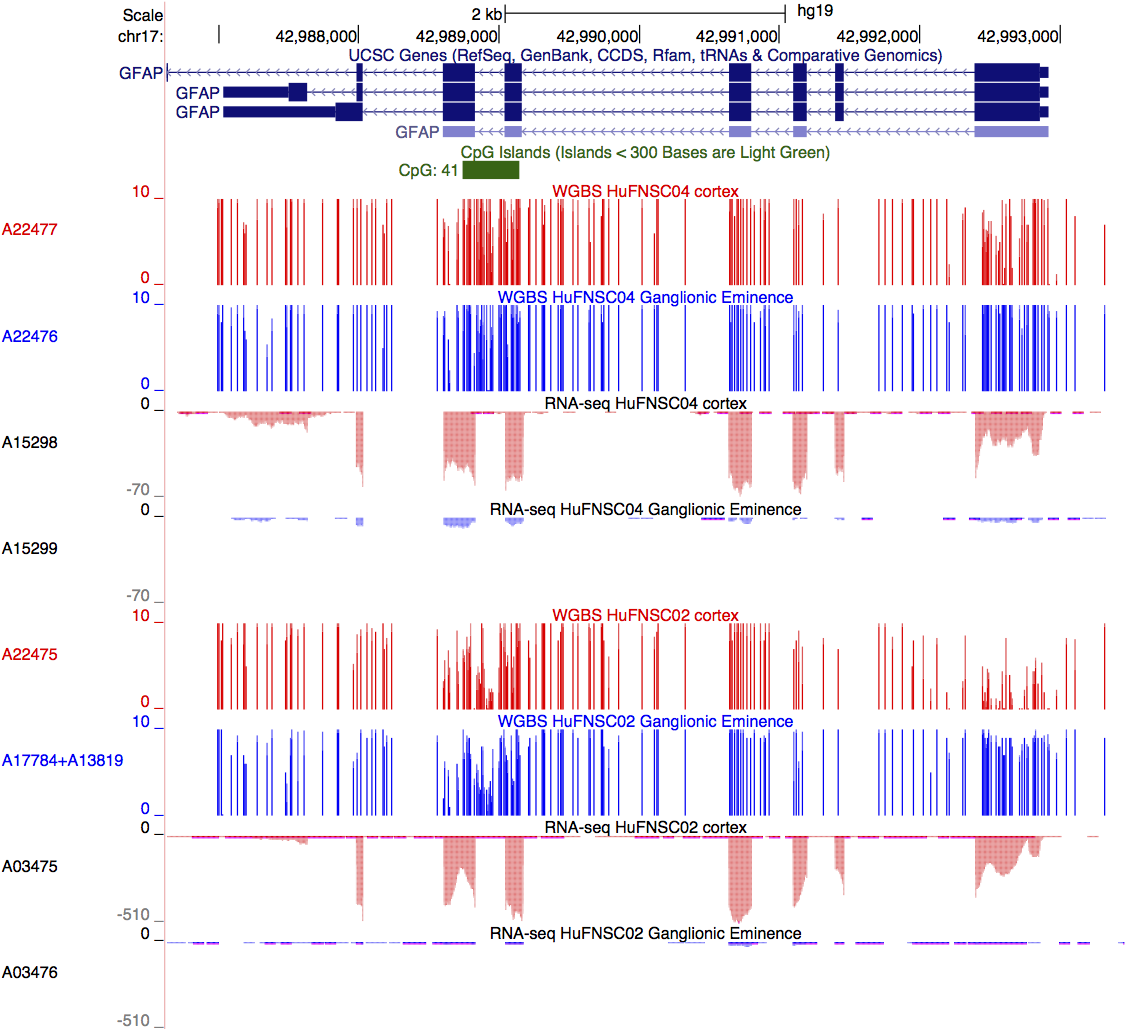 Scale 2 kb hg19
chr17: 42,988,000 42,989,000 42,990,000 42,991,000 42,992,000 42,993,000
UCSC Genes (RefSeq, GenBank, CCDS, Rfam, tRNAs & Comparative Genomics)
GFAP
GFAP
GFAP
GFAP
CpG Islands (Islands < 300 Bases are Light Green)
CpG: 41
WGBS HuFNSC04 cortex
10
A22477
0
WGBS HuFNSC04 Ganglionic Eminence
10
A22476
0
RNA-seq HuFNSC04 cortex
0
A15298
-70
RNA-seq HuFNSC04 Ganglionic Eminence
0
A15299
-70
WGBS HuFNSC02 cortex
10
A22475
0
WGBS HuFNSC02 Ganglionic Eminence
10
A17784+A13819
0
RNA-seq HuFNSC02 cortex
0
A03475
-510
RNA-seq HuFNSC02 Ganglionic Eminence
0
A03476
-510